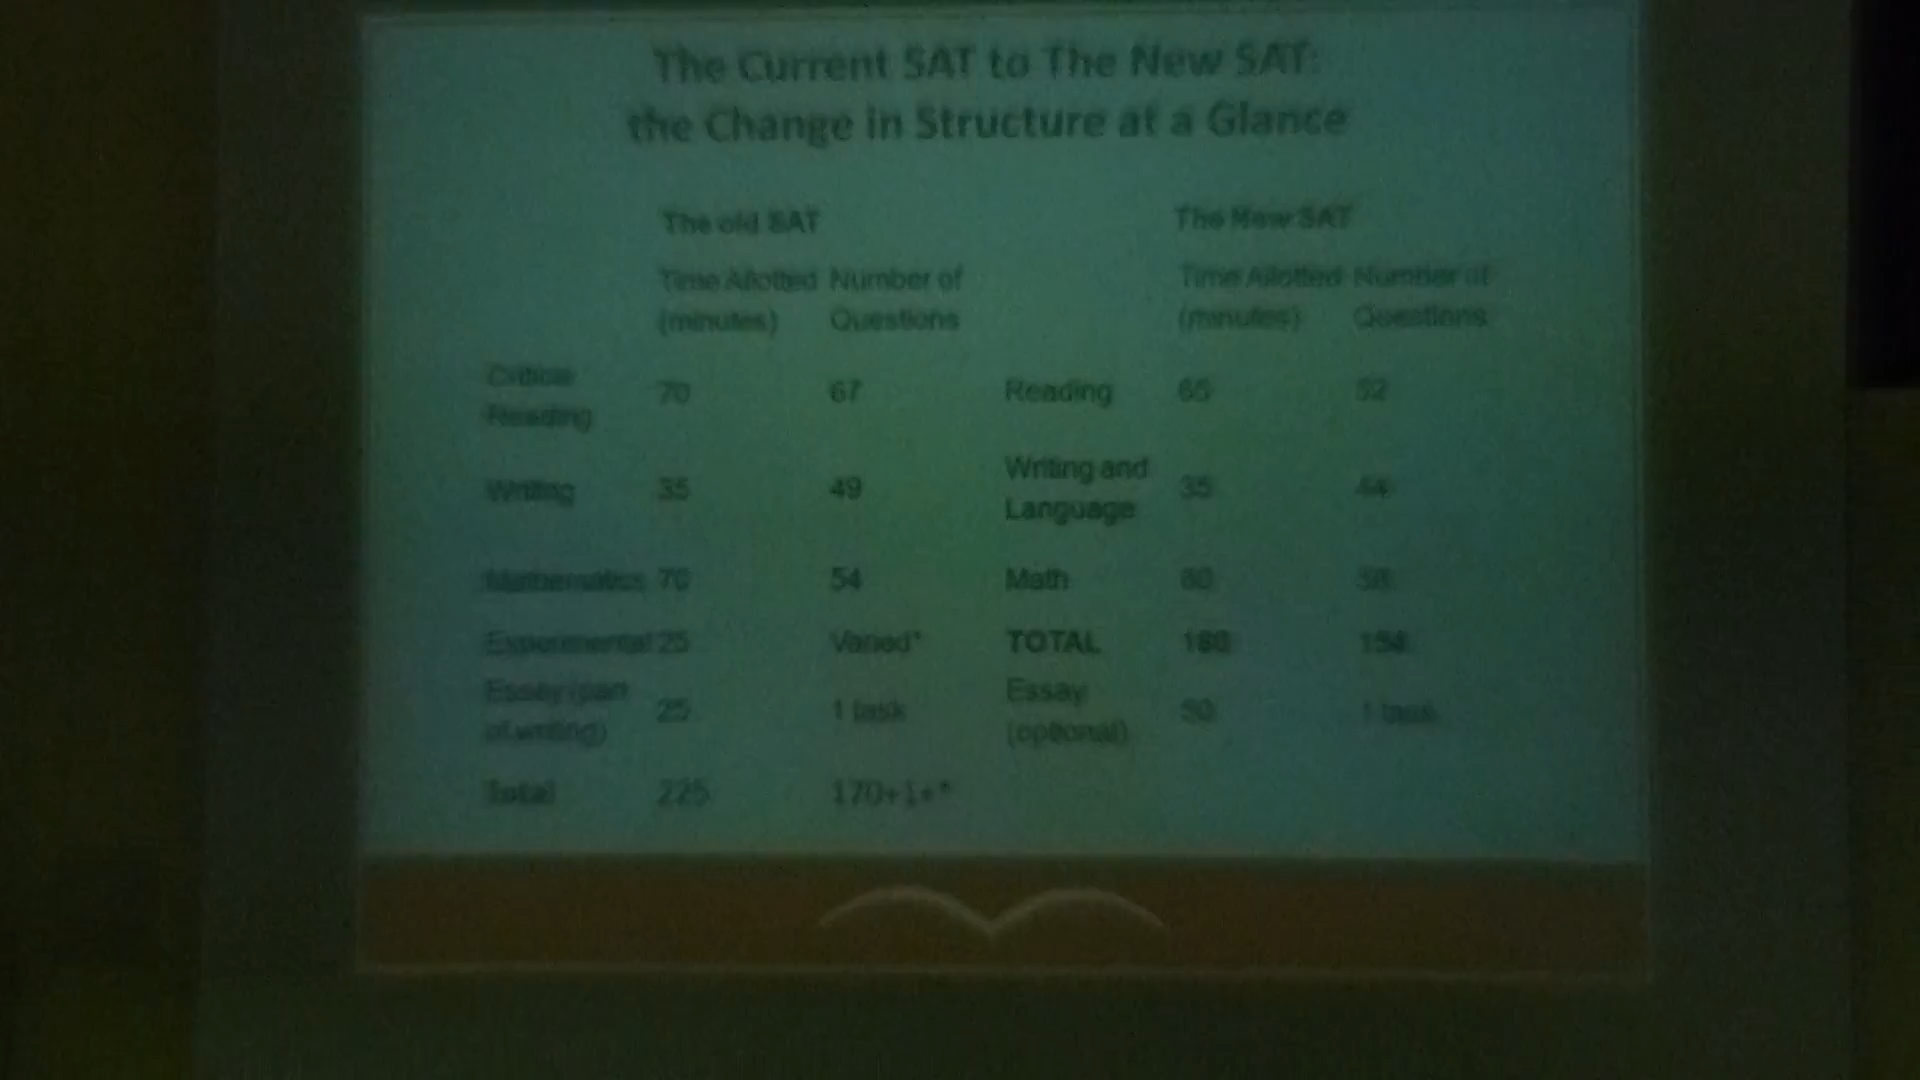 The Current SAT to The New SAT:
the Change in Structure at a Glance
The old SAT The New SAT
Time Allotted Number of Time Allotted Number of
(minutes) Questions (minutes) Questions
Critical
Reading 70 67 Reading 65 52
Writing 35 49 Writing and
Language 35 44
Mathematics 70 54 Math 80
Experimental 25 Varied* TOTAL 180 154
Essay (part
of writing) 25 1 task Essay
(optional) 50 1 task
Total 225 170+1+*